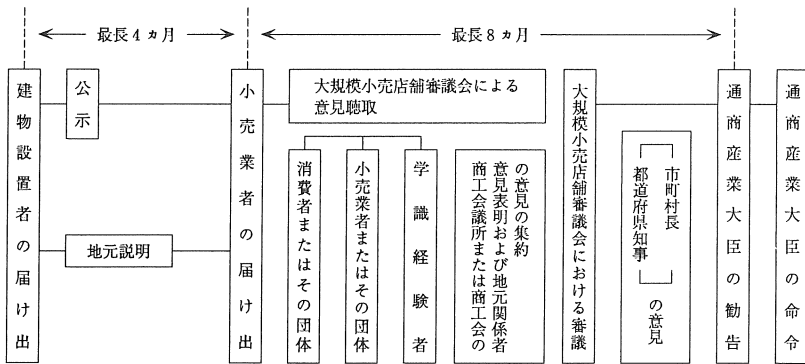 最長4ヵ月
最長8ヵ月
建物設置者の届け出
公示
地元説明
小売業者の届け出
大規模小売店舗審議会による
意見聴取
消費者またはその団体
小売業者またはその団体
学識経験者
商工会議所または商工会の
意見表明および地元関係者
の意見の集約
大規模小売店舗審議会における審議
市町村長
都道府県知事
の意見
通商産業大臣の勧告
通商産業大臣の命令